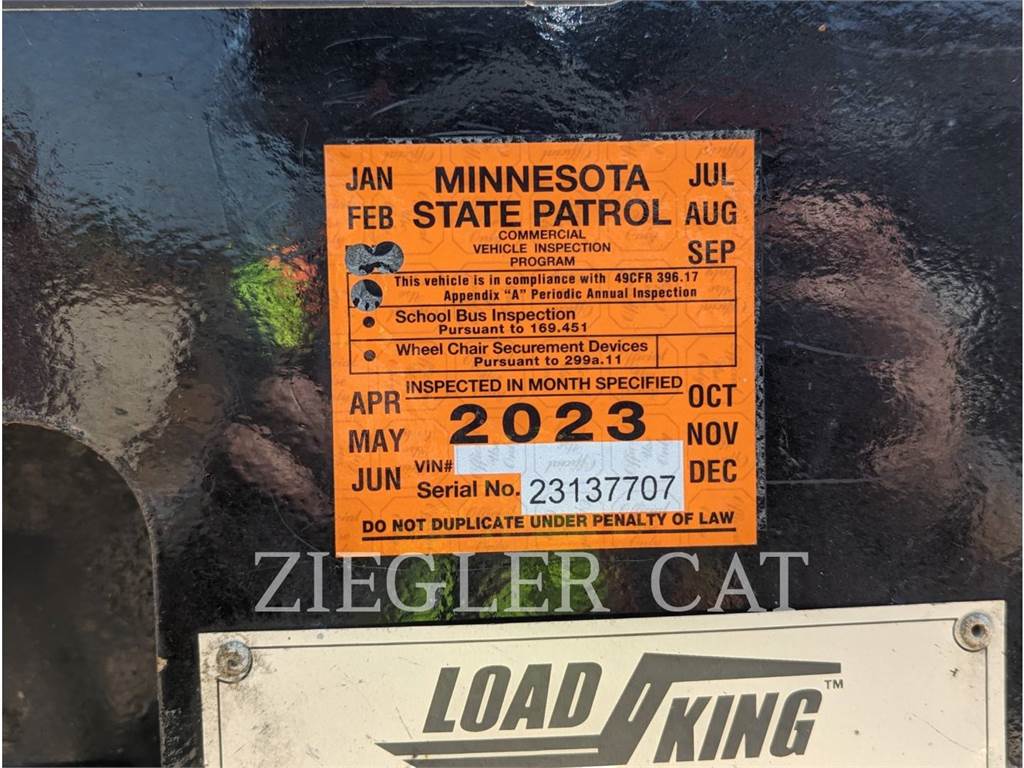 JAN MINNESOTA JUL
FEB STATE PATROL AUG
COMMERCIAL
VEHICLE INSPECTION
PROGRAM SEP
This vehicle is in compliance with 49CFR 396.17
Appendix "A" Periodic Annual Inspection
School Bus Inspection
Pursuant to 169.451
Wheel Chair Securement Devices
Pursuant to 299a.11
INSPECTED IN MONTH SPECIFIED
APR 2023 OCT
MAY NOV
VIN#
JUN Serial No. 23137707 DEC
DO NOT DUPLICATE UNDER PENALTY OF LAW
ZIEGLER CAT
LOAD KING™